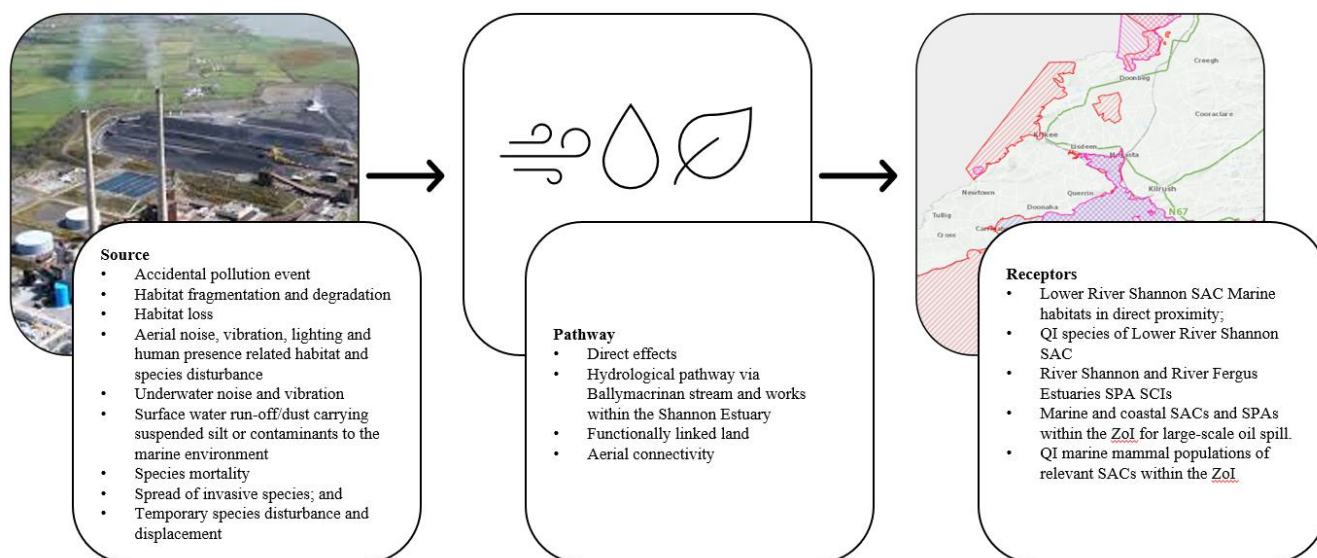 Source
• Accidental pollution event
• Habitat fragmentation and degradation
• Habitat loss
• Aerial noise, vibration, lighting and
human presence related habitat and
species disturbance
• Underwater noise and vibration
• Surface water run-off/dust carrying
suspended silt or contaminants to the
marine environment
• Species mortality
• Spread of invasive species; and
• Temporary species disturbance and
displacement
Pathway
• Direct effects
• Hydrological pathway via
Ballymacrinan stream and works
within the Shannon Estuary
• Functionally linked land
• Aerial connectivity
Creegh
Doonbeg
Cooraclare
Kilkee
Lisdeen
Moyasta
Newtown
Querrin
Kilrush
Tullig
Doonaha
N67
Cross
Receptors
• Lower River Shannon SAC Marine
habitats in direct proximity;
• QI species of Lower River Shannon
SAC
• River Shannon and River Fergus
Estuaries SPA SCIs
• Marine and coastal SACs and SPAs
within the ZoI for large-scale oil spill.
• QI marine mammal populations of
relevant SACs within the ZoI